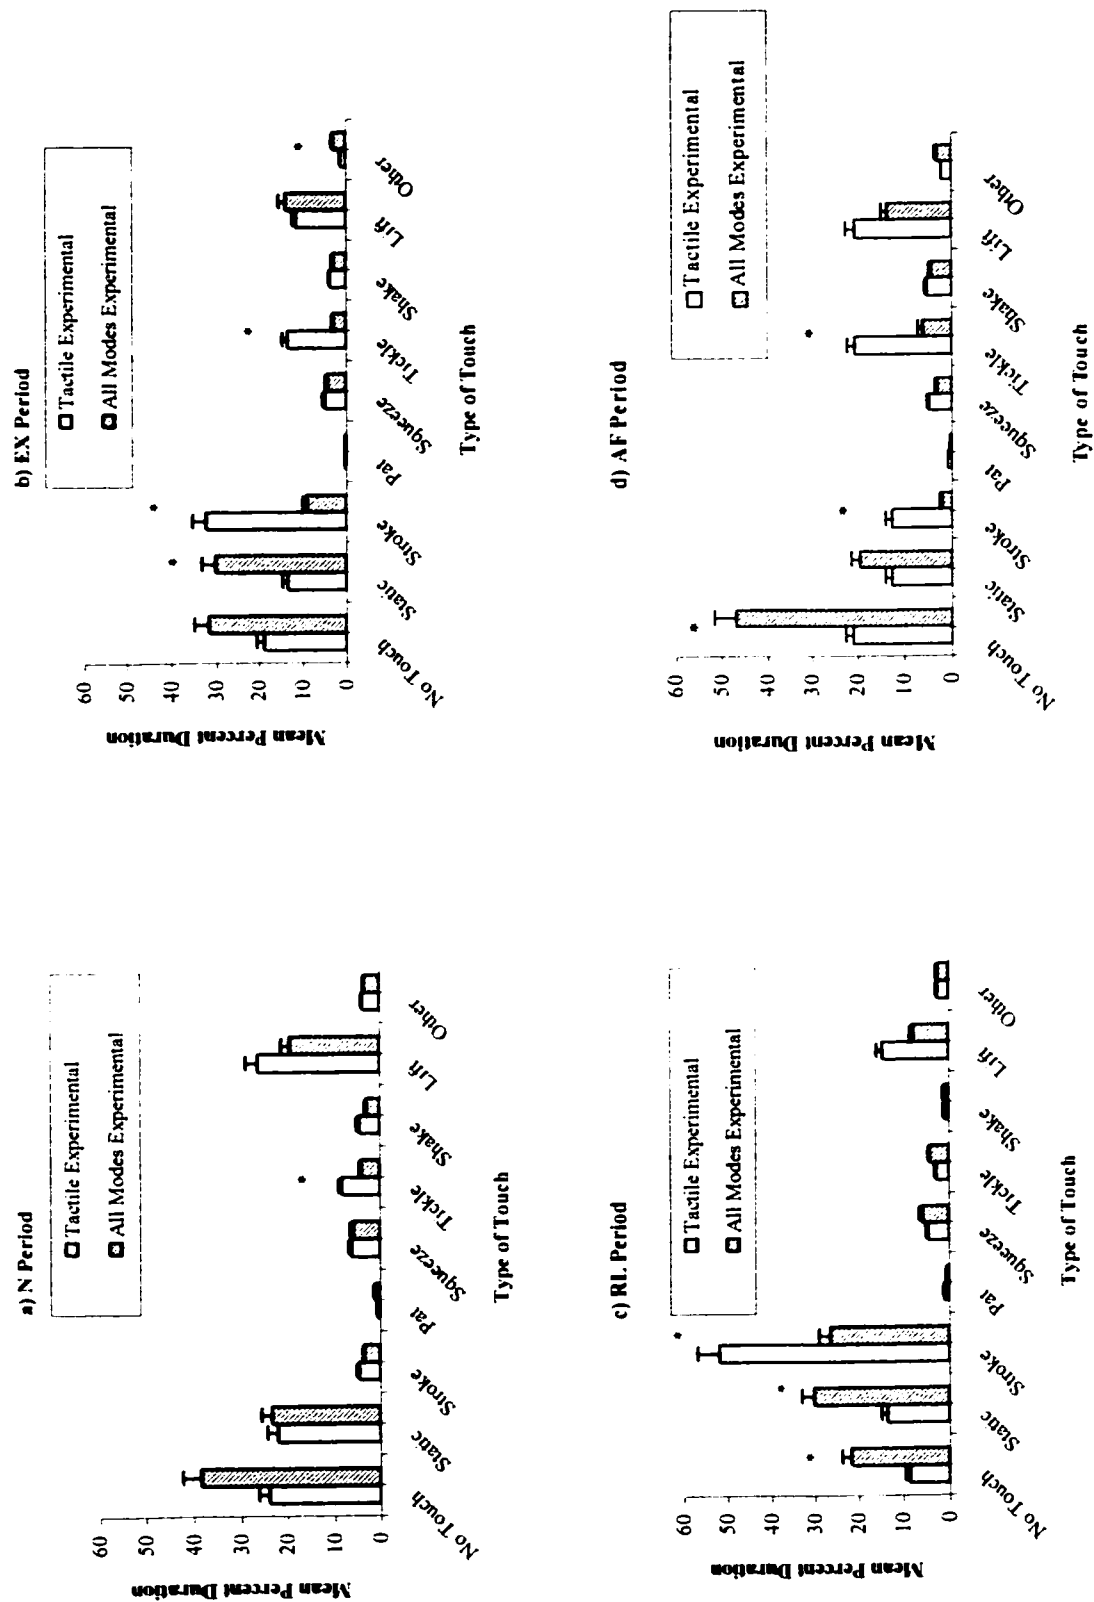 a) N Period
Tactile Experimental
All Modes Experimental
Mean Percent Duration
60
50
40
30
20
10
0
No Touch
Static
Stroke
Pat
Squeeze
Tickle
*
Shake
Lift
Other
Type of Touch
b) EX Period
Tactile Experimental
All Modes Experimental
Mean Percent Duration
60
50
40
30
20
10
0
No Touch
Static
*
Stroke
*
Pat
Squeeze
Tickle
*
Shake
Lift
Other
*
Type of Touch
c) RL Period
Tactile Experimental
All Modes Experimental
Mean Percent Duration
60
50
40
30
20
10
0
No Touch
*
Static
*
Stroke
*
Pat
Squeeze
Tickle
Shake
Lift
Other
Type of Touch
d) AF Period
Tactile Experimental
All Modes Experimental
Mean Percent Duration
60
50
40
30
20
10
0
No Touch
*
Static
Stroke
*
Pat
Squeeze
Tickle
*
Shake
Lift
Other
Type of Touch